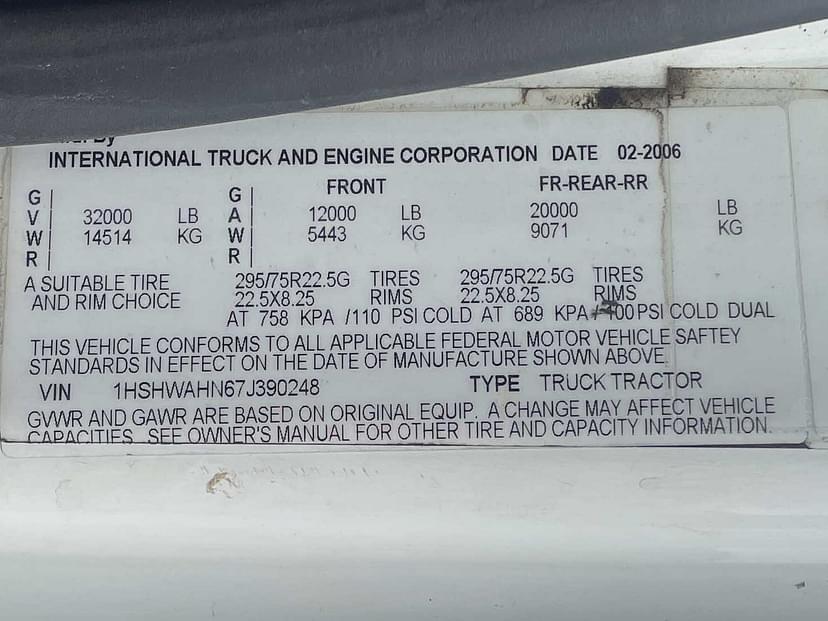 INTERNATIONAL TRUCK AND ENGINE CORPORATION DATE 02-2006
GVWR 32000 LB GAWR FRONT 12000 LB FR-REAR-RR 20000 LB
14514 KG 5443 KG 9071 KG
A SUITABLE TIRE 295/75R22.5G TIRES 295/75R22.5G TIRES
AND RIM CHOICE 22.5X8.25 RIMS 22.5X8.25 RIMS
AT 758 KPA /110 PSI COLD AT 689 KPA /100 PSI COLD DUAL
THIS VEHICLE CONFORMS TO ALL APPLICABLE FEDERAL MOTOR VEHICLE SAFTEY
STANDARDS IN EFFECT ON THE DATE OF MANUFACTURE SHOWN ABOVE.
VIN 1HSHWAHN67J390248 TYPE TRUCK TRACTOR
GVWR AND GAWR ARE BASED ON ORIGINAL EQUIP. A CHANGE MAY AFFECT VEHICLE
CAPACITIES. SEE OWNER'S MANUAL FOR OTHER TIRE AND CAPACITY INFORMATION.